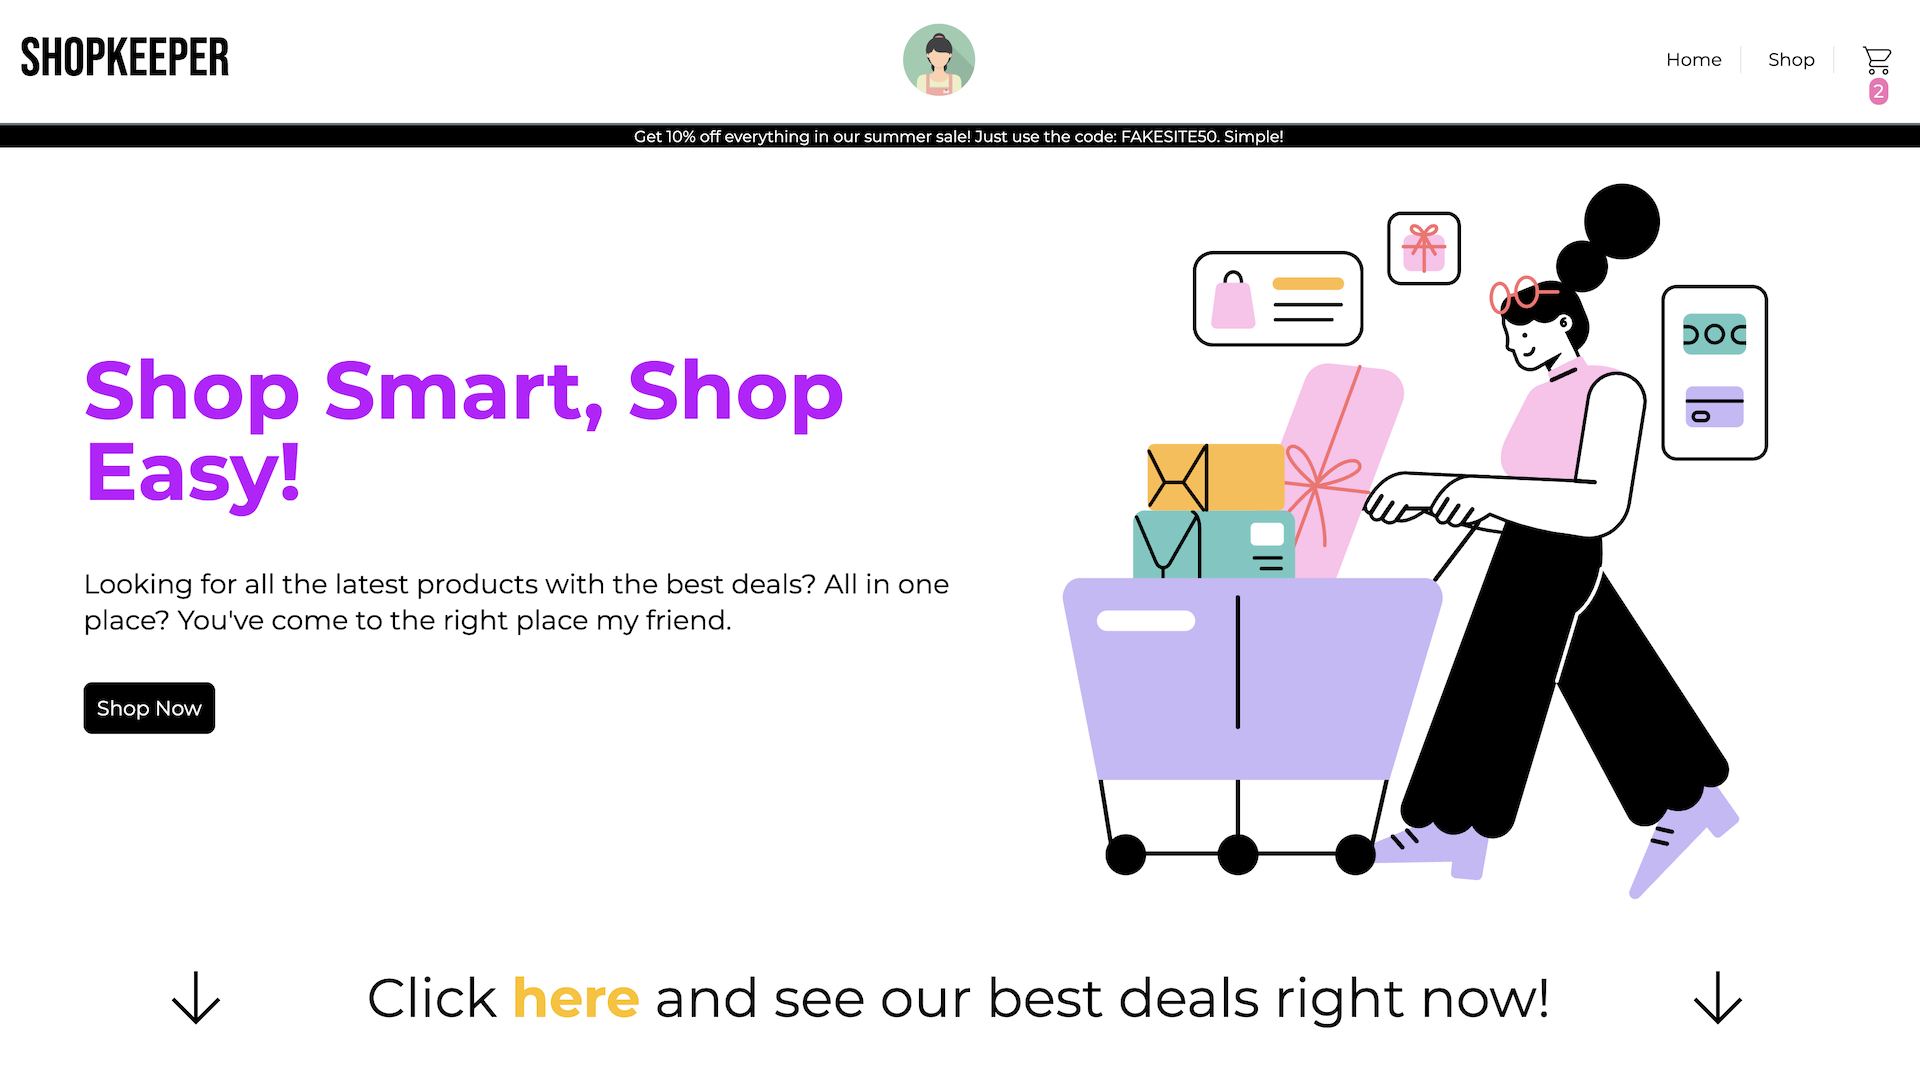 SHOPKEEPER
Home
Shop
2
Get 10% off everything in our summer sale! Just use the code: FAKESITE50. Simple!
Shop Smart, Shop
Easy!
Looking for all the latest products with the best deals? All in one
place? You've come to the right place my friend.
Shop Now
Click here and see our best deals right now!